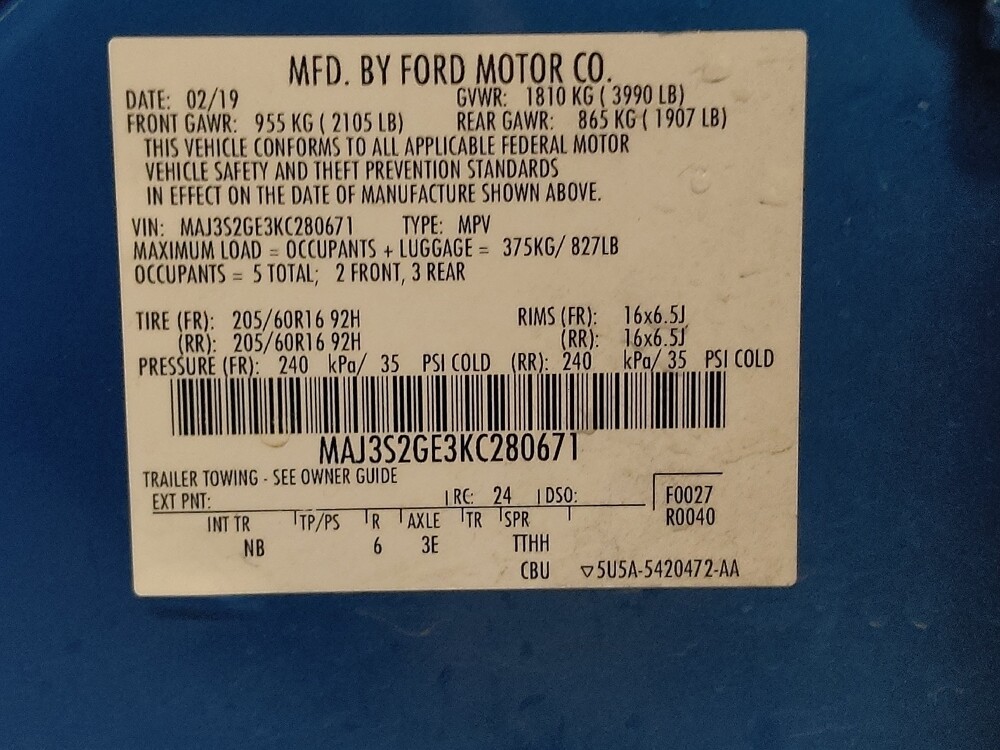 MFD. BY FORD MOTOR CO.
DATE: 02/19 GVWR: 1810 KG ( 3990 LB)
FRONT GAWR: 955 KG ( 2105 LB) REAR GAWR: 865 KG ( 1907 LB)
THIS VEHICLE CONFORMS TO ALL APPLICABLE FEDERAL MOTOR
VEHICLE SAFETY AND THEFT PREVENTION STANDARDS
IN EFFECT ON THE DATE OF MANUFACTURE SHOWN ABOVE.
VIN: MAJ3S2GE3KC280671 TYPE: MPV
MAXIMUM LOAD = OCCUPANTS + LUGGAGE = 375KG/ 827LB
OCCUPANTS = 5 TOTAL; 2 FRONT, 3 REAR
TIRE (FR): 205/60R16 92H RIMS (FR): 16x6.5J
(RR): 205/60R16 92H (RR): 16x6.5J
PRESSURE (FR): 240 kPa/ 35 PSI COLD (RR): 240 kPa/ 35 PSI COLD
MAJ3S2GE3KC280671
TRAILER TOWING - SEE OWNER GUIDE
EXT PNT: RC: 24 DSO: F0027
INT TR TP/PS R AXLE TR SPR R0040
NB 6 3E TTHH
CBU ▽5U5A-5420472-AA